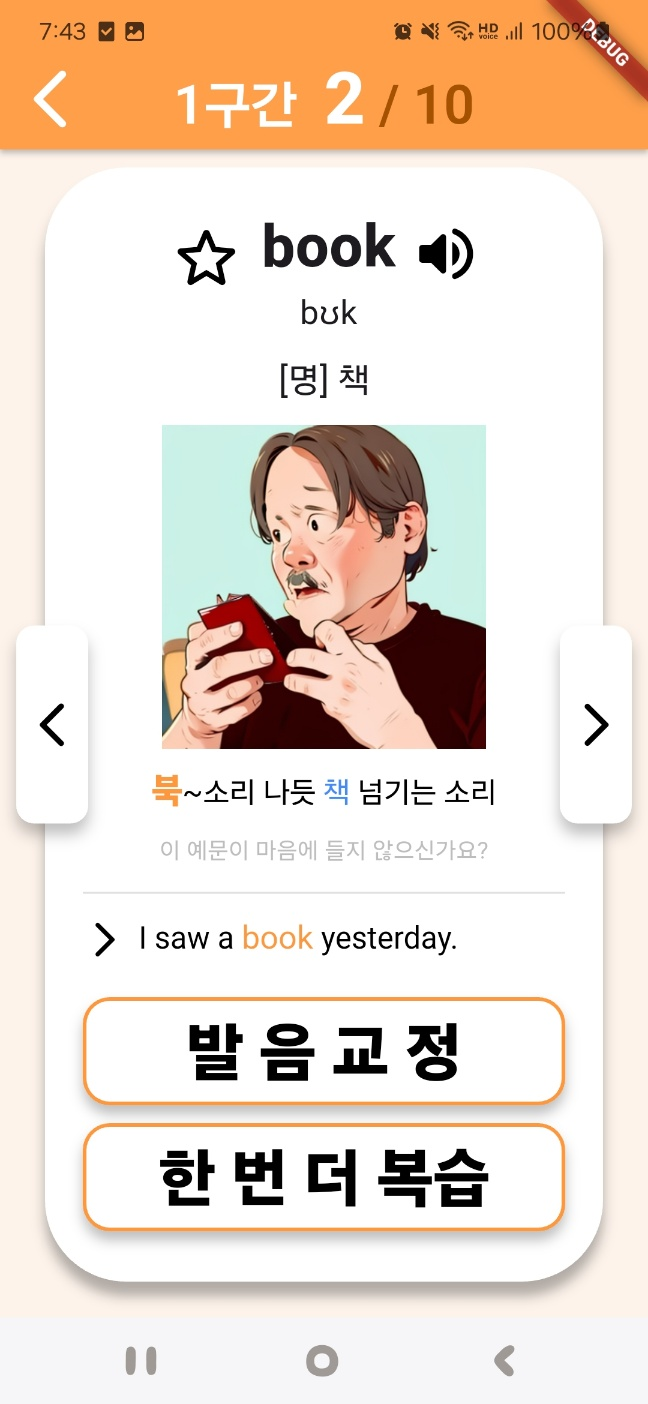 7:43 HD voice 100% DEBUG
1구간 2 / 10
book
bʊk
[명] 책
북~소리 나듯 책 넘기는 소리
이 예문이 마음에 들지 않으신가요?
I saw a book yesterday.
발 음 교 정
한 번 더 복습